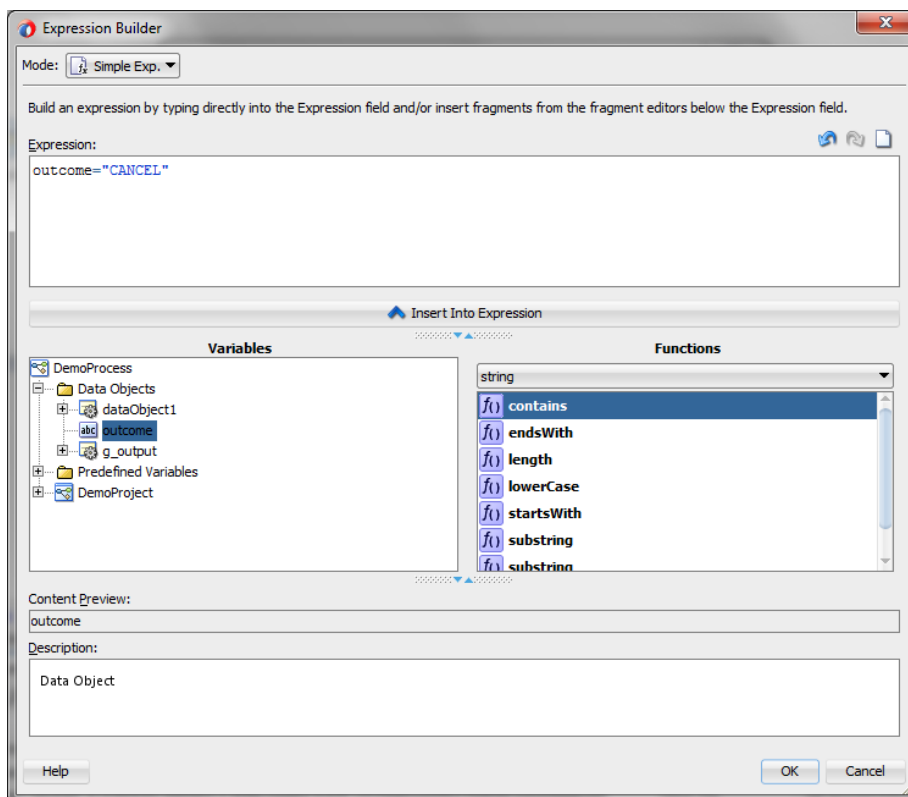 Expression Builder
Mode: Simple Exp.
Build an expression by typing directly into the Expression field and/or insert fragments from the fragment editors below the Expression field.
Expression:
outcome="CANCEL"
Insert Into Expression
Variables
DemoProcess
Data Objects
dataObject1
abc outcome
g_output
Predefined Variables
DemoProject
Functions
string
f() contains
f() endsWith
f() length
f() lowerCase
f() startsWith
f() substring
f() substring
Content Preview:
outcome
Description:
Data Object
Help
OK
Cancel